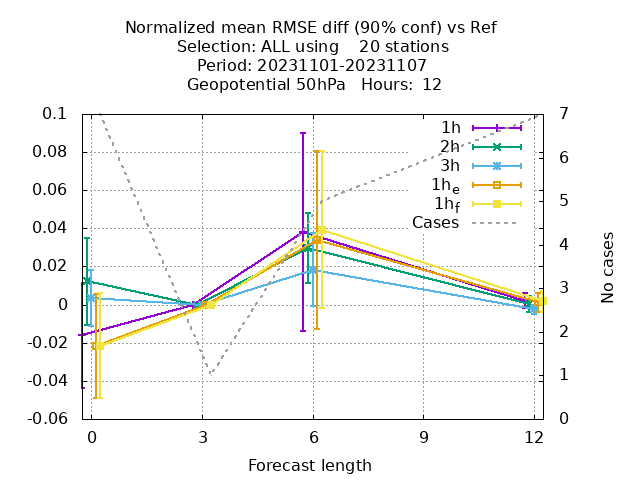 Normalized mean RMSE diff (90% conf) vs Ref
Selection: ALL using    20 stations
Period: 20231101-20231107
Geopotential 50hPa   Hours:  12
0.1
0.08
0.06
0.04
0.02
0
-0.02
-0.04
-0.06
7
6
5
4
3
2
1
0
1h
2h
3h
1he
1hf
Cases
No cases
0
3
6
9
12
Forecast length